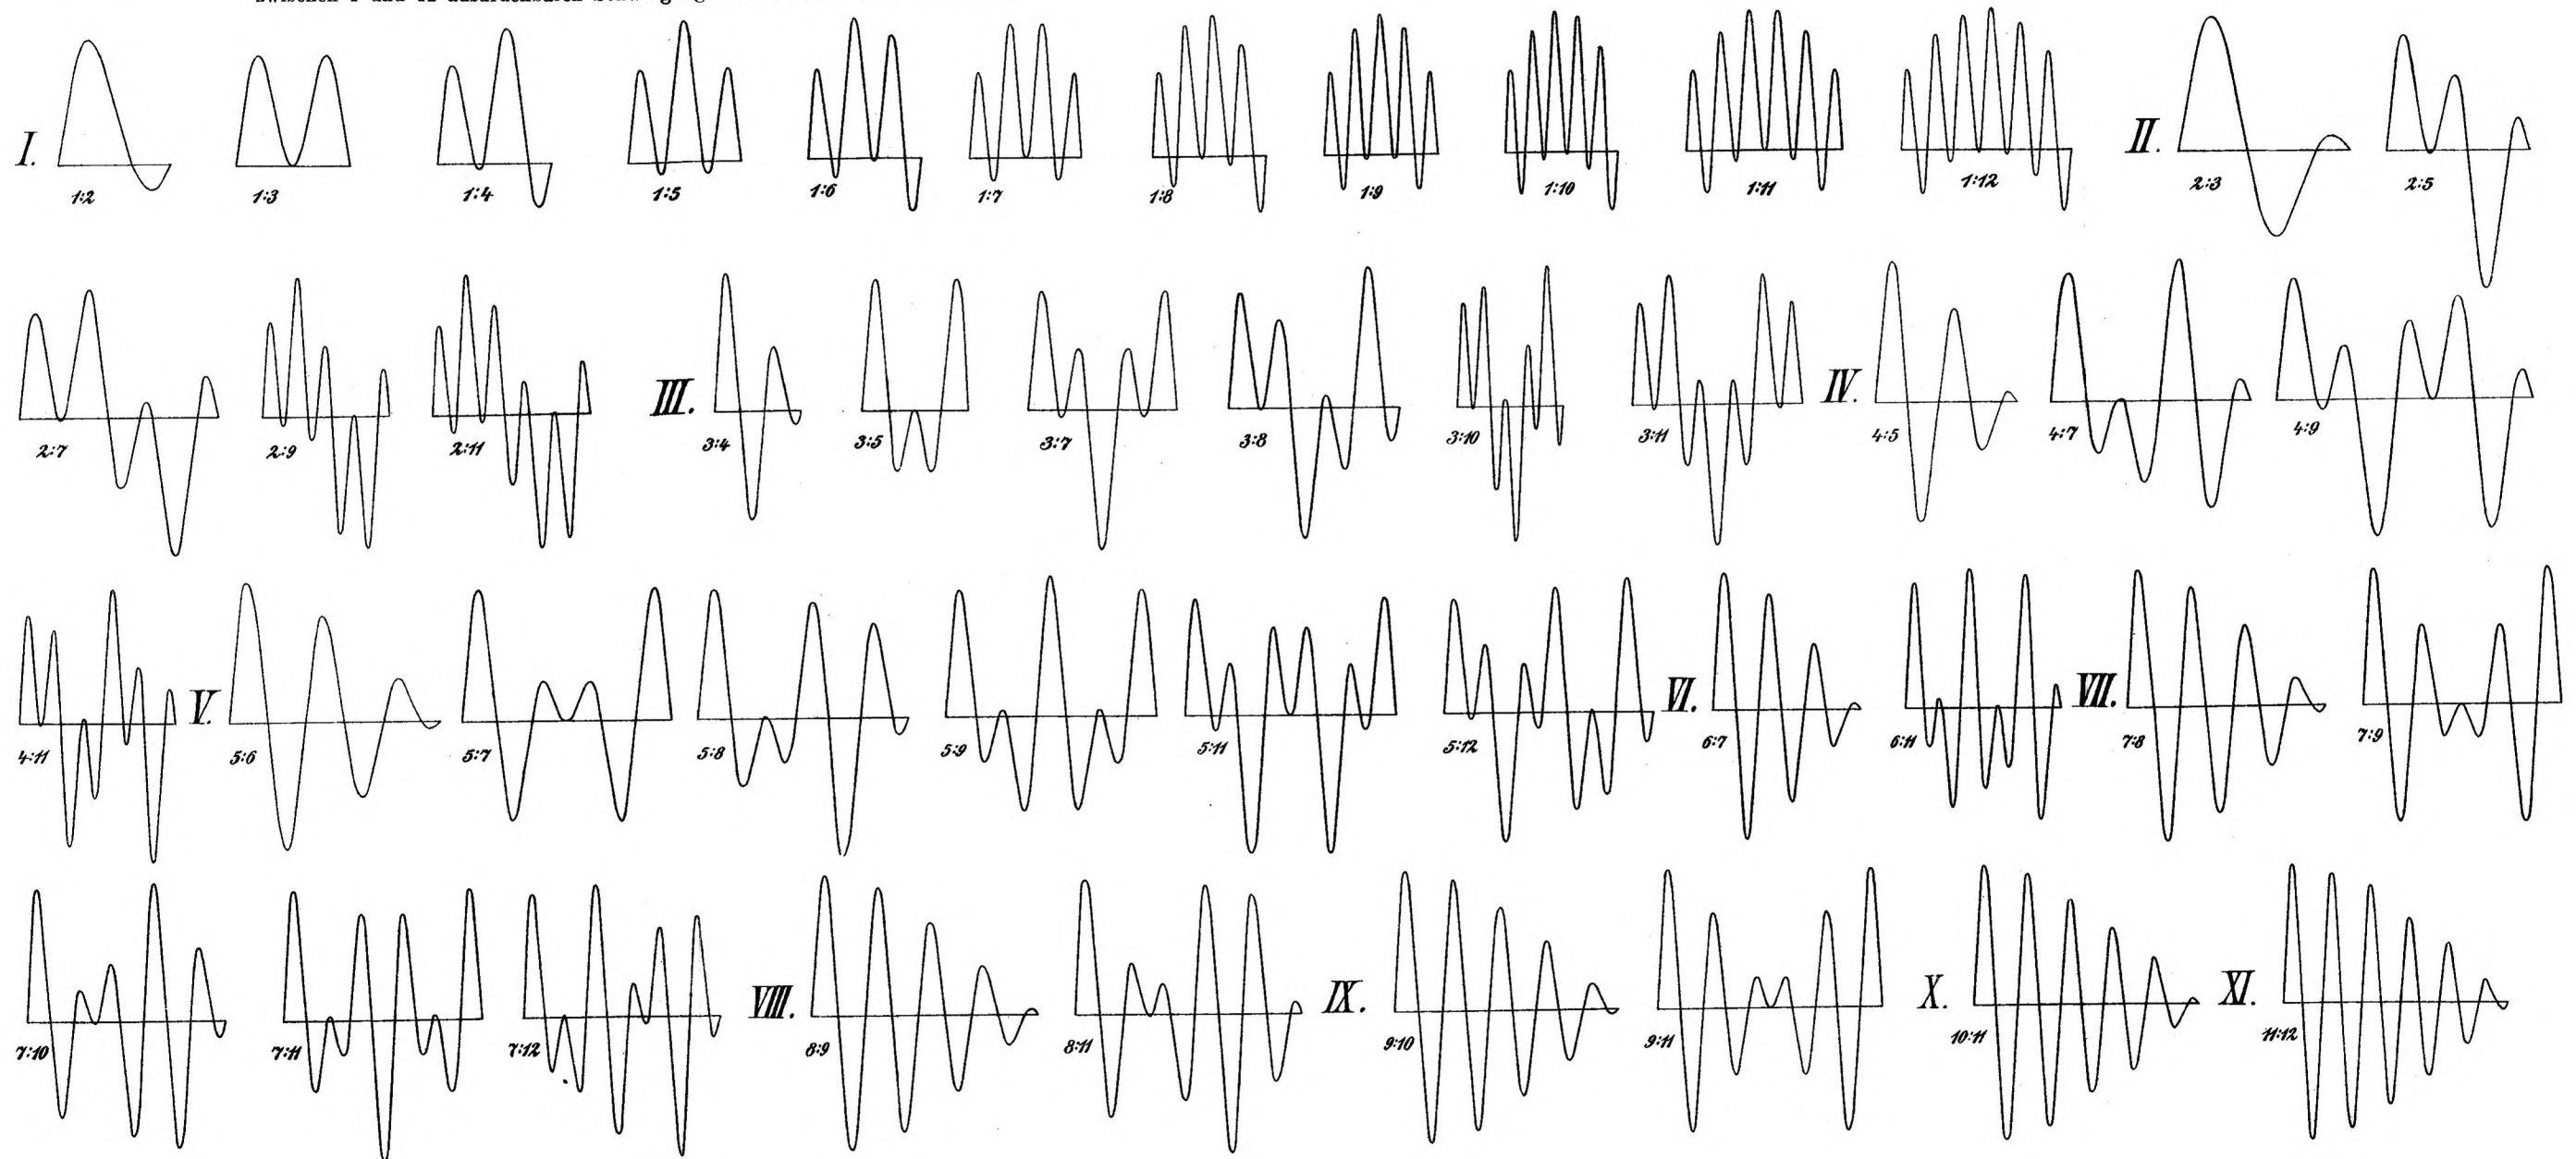 I. 1:2 1:3 1:4 1:5 1:6 1:7 1:8 1:9 1:10 1:11 1:12 II. 2:3 2:5
2:7 2:9 2:11 III. 3:4 3:5 3:7 3:8 3:10 3:11 IV. 4:5 4:7 4:9
4:11 V. 5:6 5:7 5:8 5:9 5:11 5:12 VI. 6:7 6:11 VII. 7:8 7:9
7:10 7:11 7:12 VIII. 8:9 8:11 IX. 9:10 9:11 X. 10:11 XI. 11:12